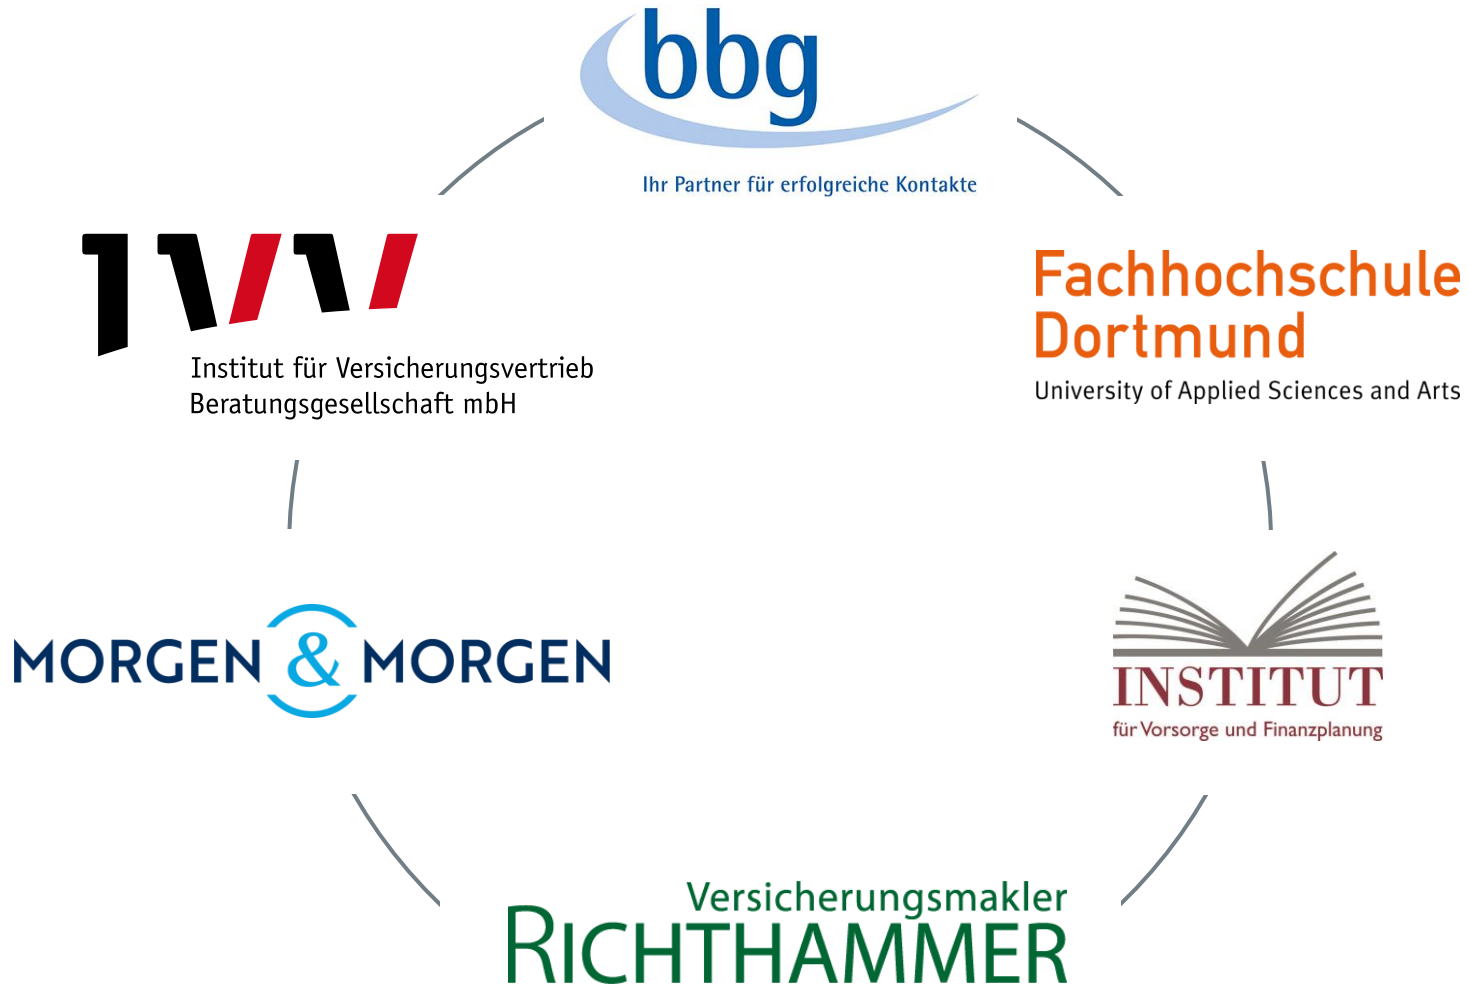 bbg
Ihr Partner für erfolgreiche Kontakte
IVV
Institut für Versicherungsvertrieb
Beratungsgesellschaft mbH
Fachhochschule
Dortmund
University of Applied Sciences and Arts
MORGEN & MORGEN
INSTITUT
für Vorsorge und Finanzplanung
Versicherungsmakler
RICHTHAMMER